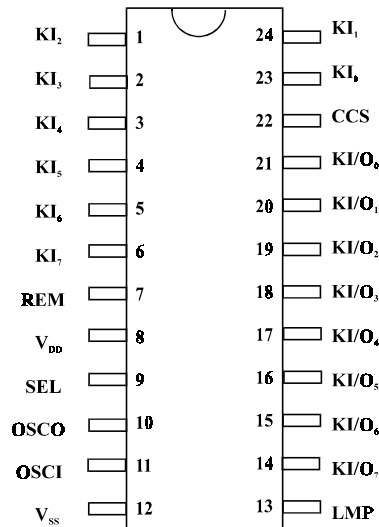 KI₂ 1 24 KI₁
KI₃ 2 23 KI₀
KI₄ 3 22 CCS
KI₅ 4 21 KI/O₀
KI₆ 5 20 KI/O₁
KI₇ 6 19 KI/O₂
REM 7 18 KI/O₃
V_DD 8 17 KI/O₄
SEL 9 16 KI/O₅
OSCO 10 15 KI/O₆
OSCI 11 14 KI/O₇
V_SS 12 13 LMP